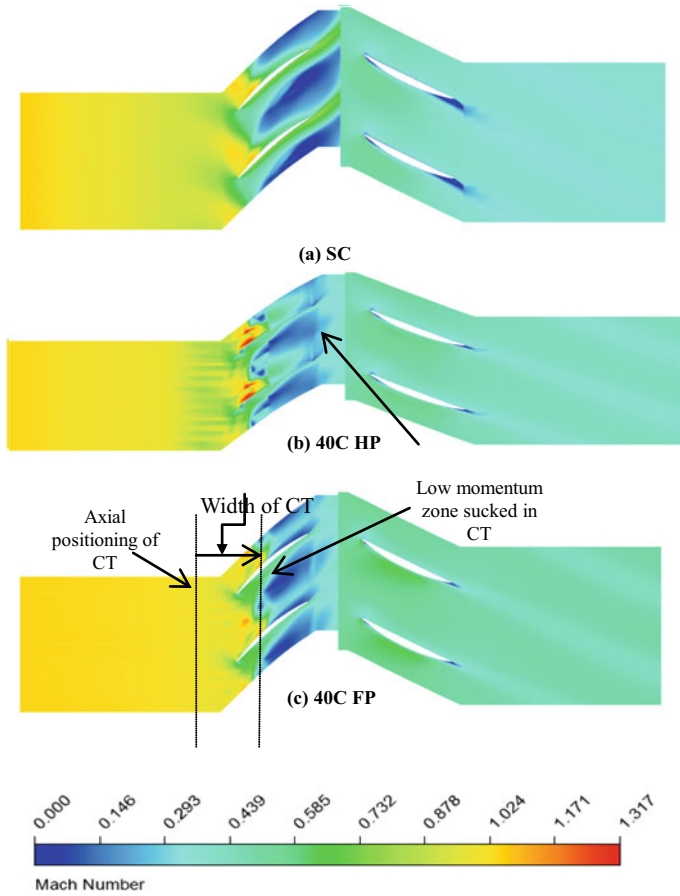 (a) SC
(b) 40C HP
Width of CT
Axial
positioning of
CT
Low momentum
zone sucked in
CT
(c) 40C FP
0.000 0.146 0.293 0.439 0.585 0.732 0.878 1.024 1.171 1.317
Mach Number